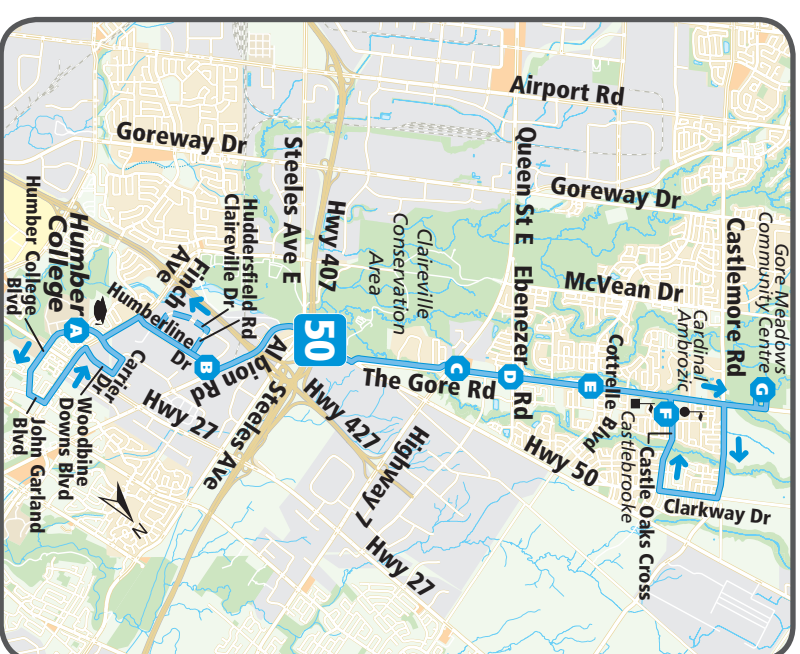 Airport Rd
Goreway Dr
Goreway Dr
Steeles Ave E
Hwy 407
Queen St E
Castlemore Rd
Gore Meadows
Community Centre
McVean Dr
Claireville
Conservation
Area
Huddersfield Rd
Claireville Dr
Finch
Ave
Humber
College
Humber College
Blvd
Humberline
Dr
Ebenezer Rd
Cottrelle Blvd
Cardinal
Ambrozic
50
A
B
C
D
E
F
G
The Gore Rd
Albion Rd
Steeles Ave
Carrier
Dr
Woodbine
Downs Blvd
John Garland
Blvd
Hwy 27
Hwy 427
Highway 7
Hwy 27
Hwy 50
Castlebrooke
Castle Oaks Cross
Clarkway Dr
N